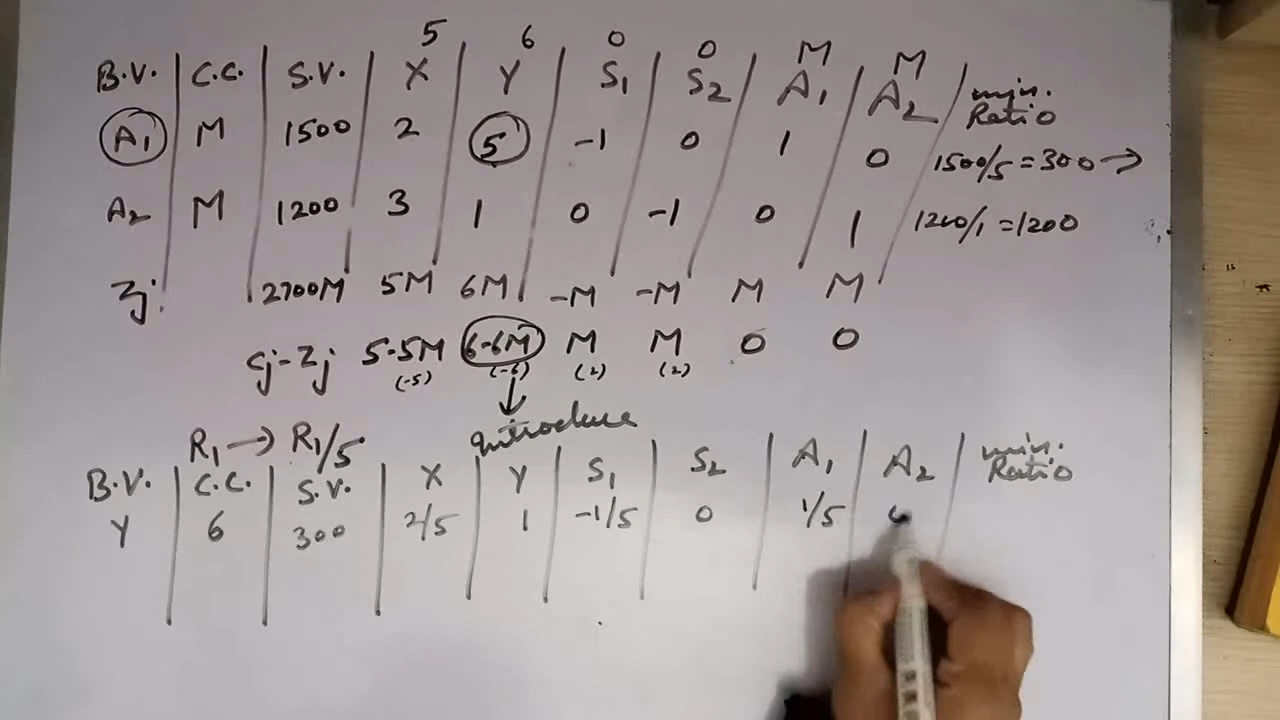 5 6 0 0 M M
B.V. C.C. S.V. X Y S1 S2 A1 A2 min. Ratio
A1 M 1500 2 5 -1 0 1 0 1500/5 = 300 →
A2 M 1200 3 1 0 -1 0 1 1200/1 = 1200
Zj 2700M 5M 6M -M -M M M
Cj-Zj 5-5M 6-6M M M 0 0
(-5) (-6) (2) (2)
↓
introduce
R1 → R1/5
B.V. C.C. S.V. X Y S1 S2 A1 A2 min. Ratio
Y 6 300 2/5 1 -1/5 0 1/5